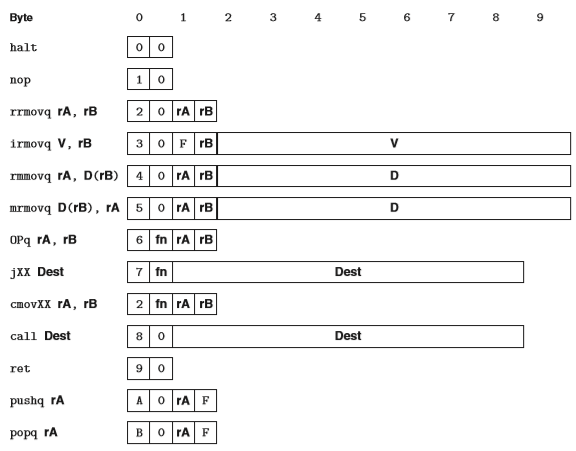 Byte 0 1 2 3 4 5 6 7 8 9
halt 0 0
nop 1 0
rrmovq rA, rB 2 0 rA rB
irmovq V, rB 3 0 F rB V
rmmovq rA, D(rB) 4 0 rA rB D
mrmovq D(rB), rA 5 0 rA rB D
OPq rA, rB 6 fn rA rB
jXX Dest 7 fn Dest
cmovXX rA, rB 2 fn rA rB
call Dest 8 0 Dest
ret 9 0
pushq rA A 0 rA F
popq rA B 0 rA F